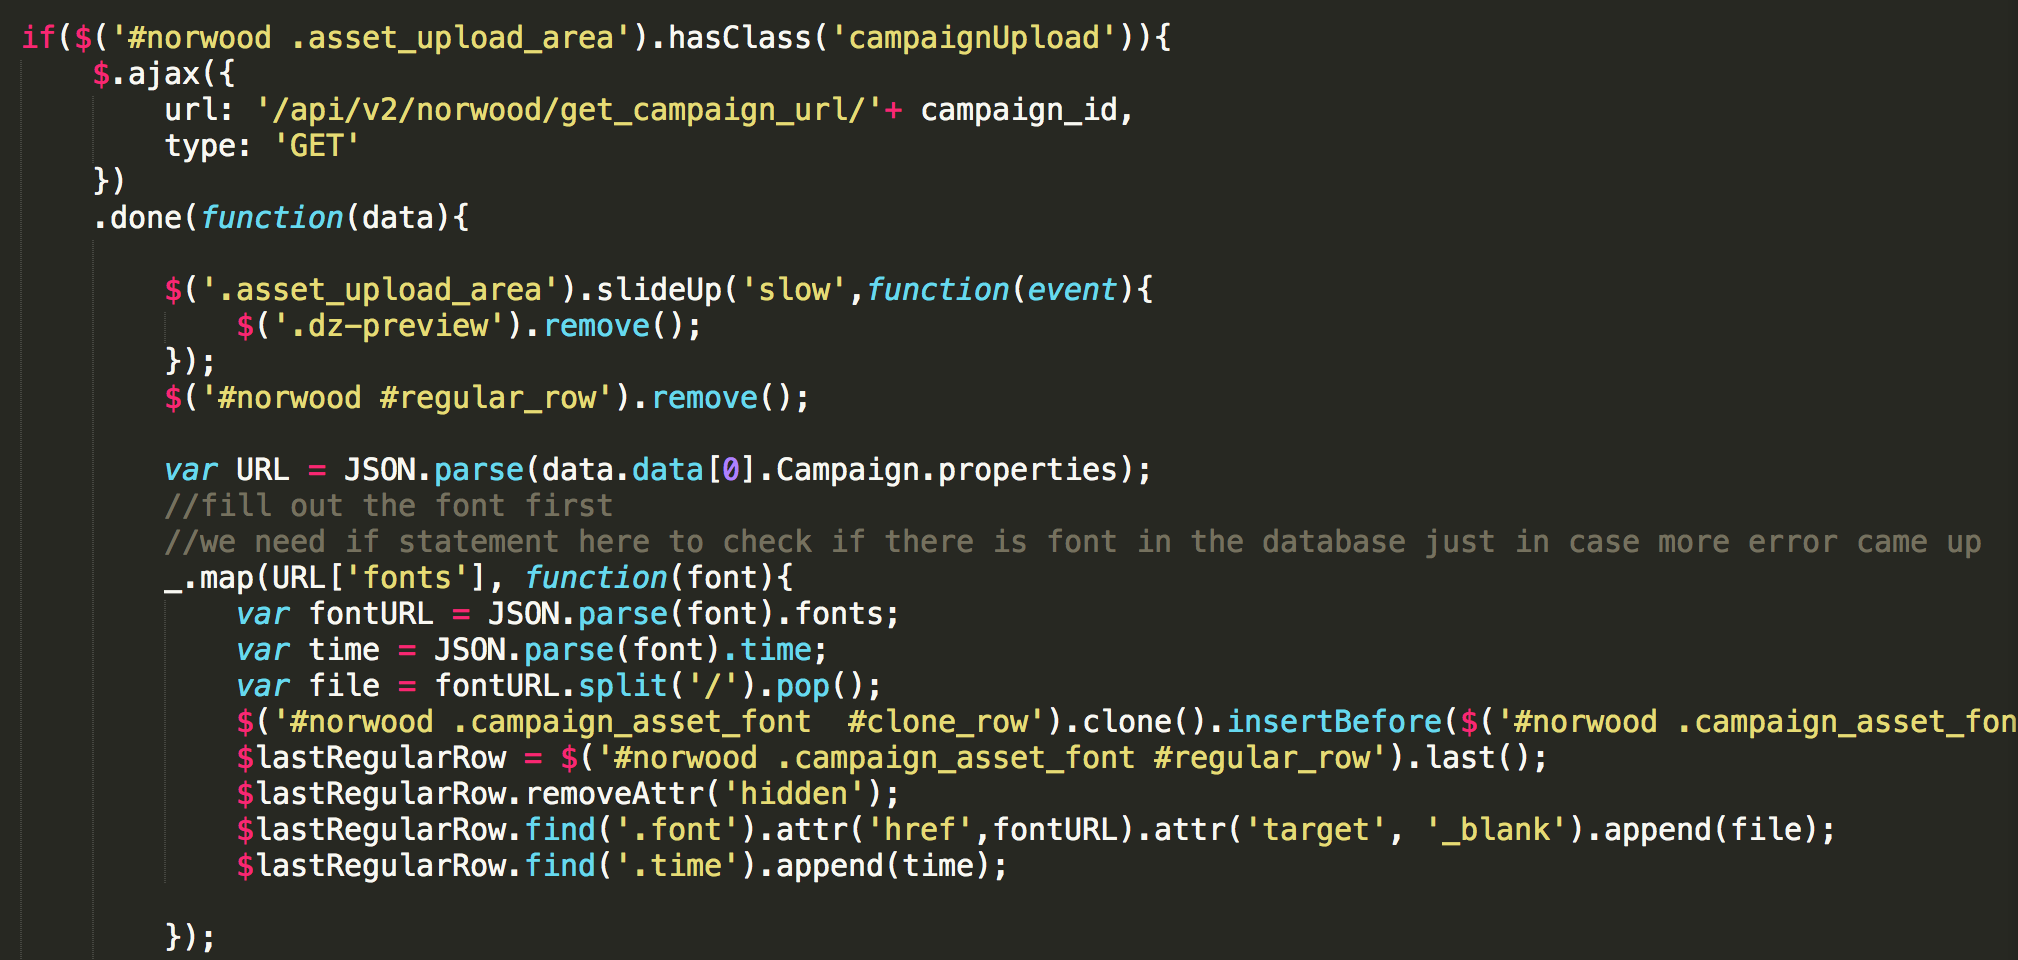 if($('#norwood .asset_upload_area').hasClass('campaignUpload')){
$.ajax({
url: '/api/v2/norwood/get_campaign_url/'+ campaign_id,
type: 'GET'
})
.done(function(data){
$('.asset_upload_area').slideUp('slow',function(event){
$('.dz-preview').remove();
});
$('#norwood #regular_row').remove();
var URL = JSON.parse(data.data[0].Campaign.properties);
//fill out the font first
//we need if statement here to check if there is font in the database just in case more error came up
_.map(URL['fonts'], function(font){
var fontURL = JSON.parse(font).fonts;
var time = JSON.parse(font).time;
var file = fontURL.split('/').pop();
$('#norwood .campaign_asset_font  #clone_row').clone().insertBefore($('#norwood .campaign_asset_fon
$lastRegularRow = $('#norwood .campaign_asset_font #regular_row').last();
$lastRegularRow.removeAttr('hidden');
$lastRegularRow.find('.font').attr('href',fontURL).attr('target', '_blank').append(file);
$lastRegularRow.find('.time').append(time);
});